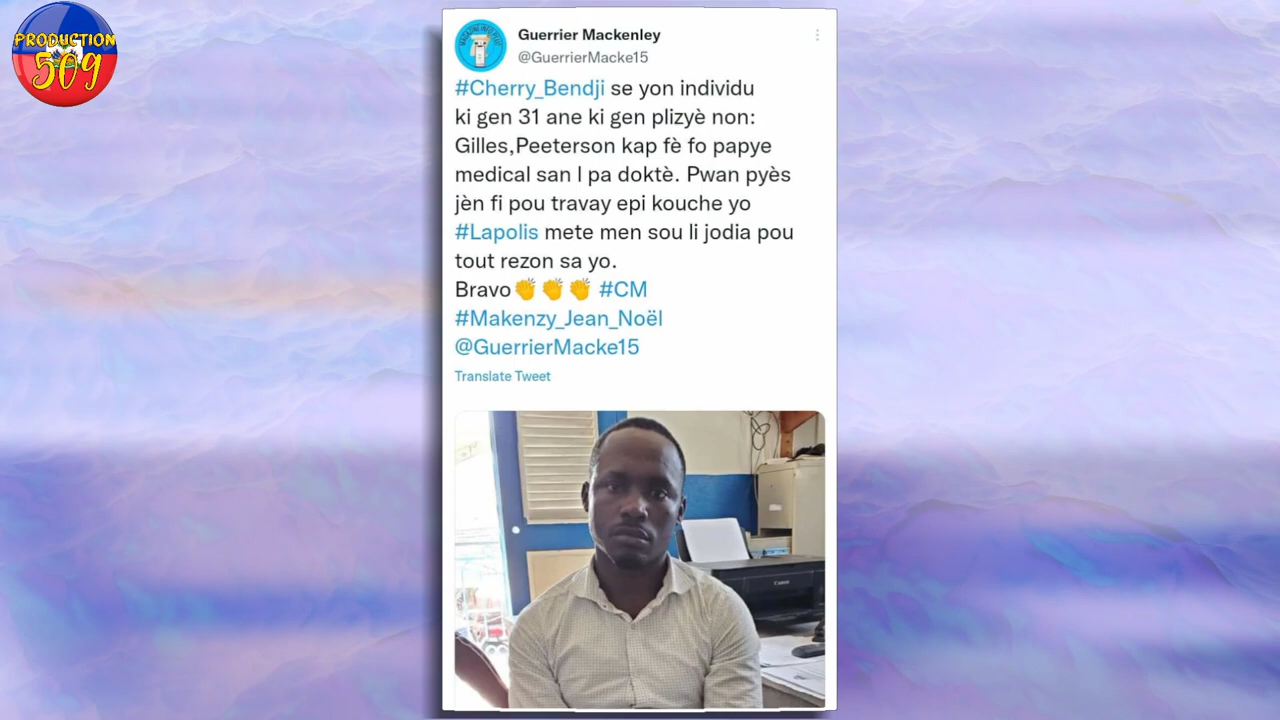 PRODUCTION
509
Guerrier Mackenley
@GuerrierMacke15
#Cherry_Bendji se yon individu
ki gen 31 ane ki gen plizyè non:
Gilles,Peeterson kap fè fo papye
medical san l pa doktè. Pwan pyès
jèn fi pou travay epi kouche yo
#Lapolis mete men sou li jodia pou
tout rezon sa yo.
Bravo👏👏👏 #CM
#Makenzy_Jean_Noël
@GuerrierMacke15
Translate Tweet
Canon